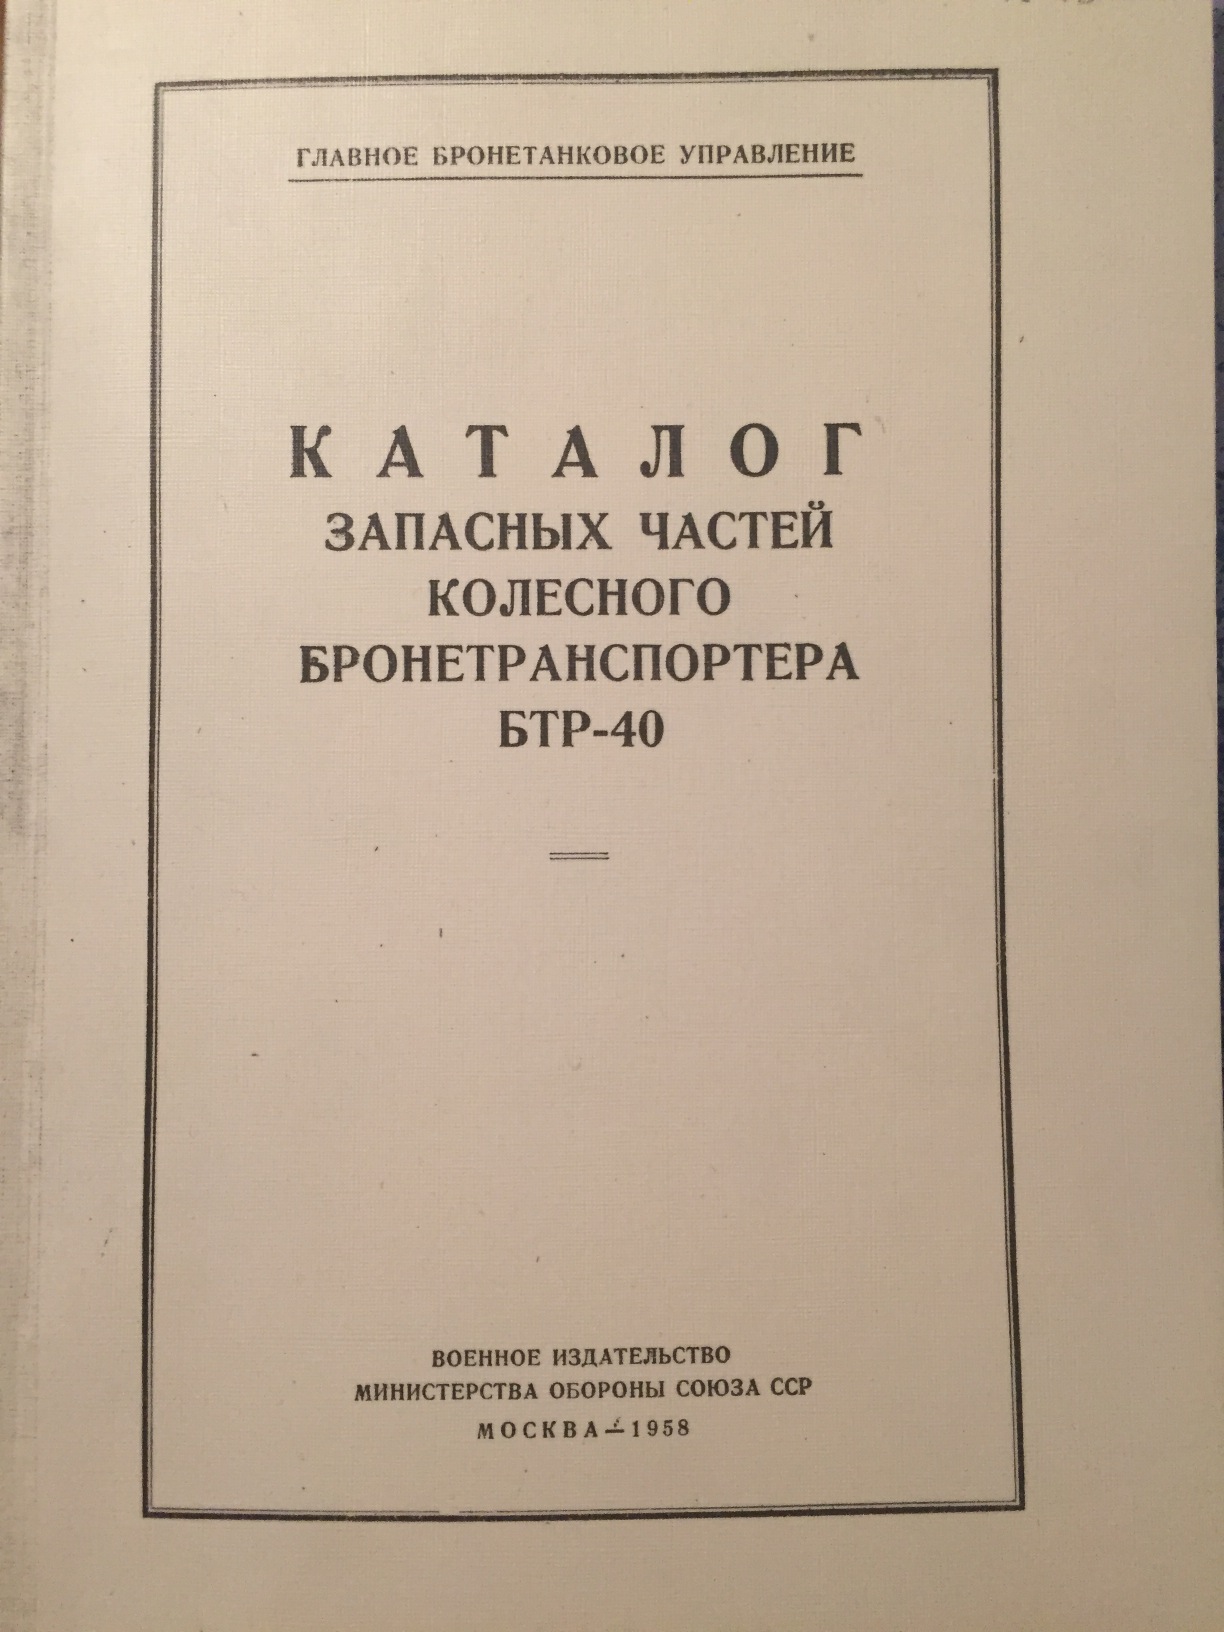 ГЛАВНОЕ БРОНЕТАНКОВОЕ УПРАВЛЕНИЕ
КАТАЛОГ
ЗАПАСНЫХ ЧАСТЕЙ
КОЛЕСНОГО
БРОНЕТРАНСПОРТЕРА
БТР-40
ВОЕННОЕ ИЗДАТЕЛЬСТВО
МИНИСТЕРСТВА ОБОРОНЫ СОЮЗА ССР
МОСКВА—1958